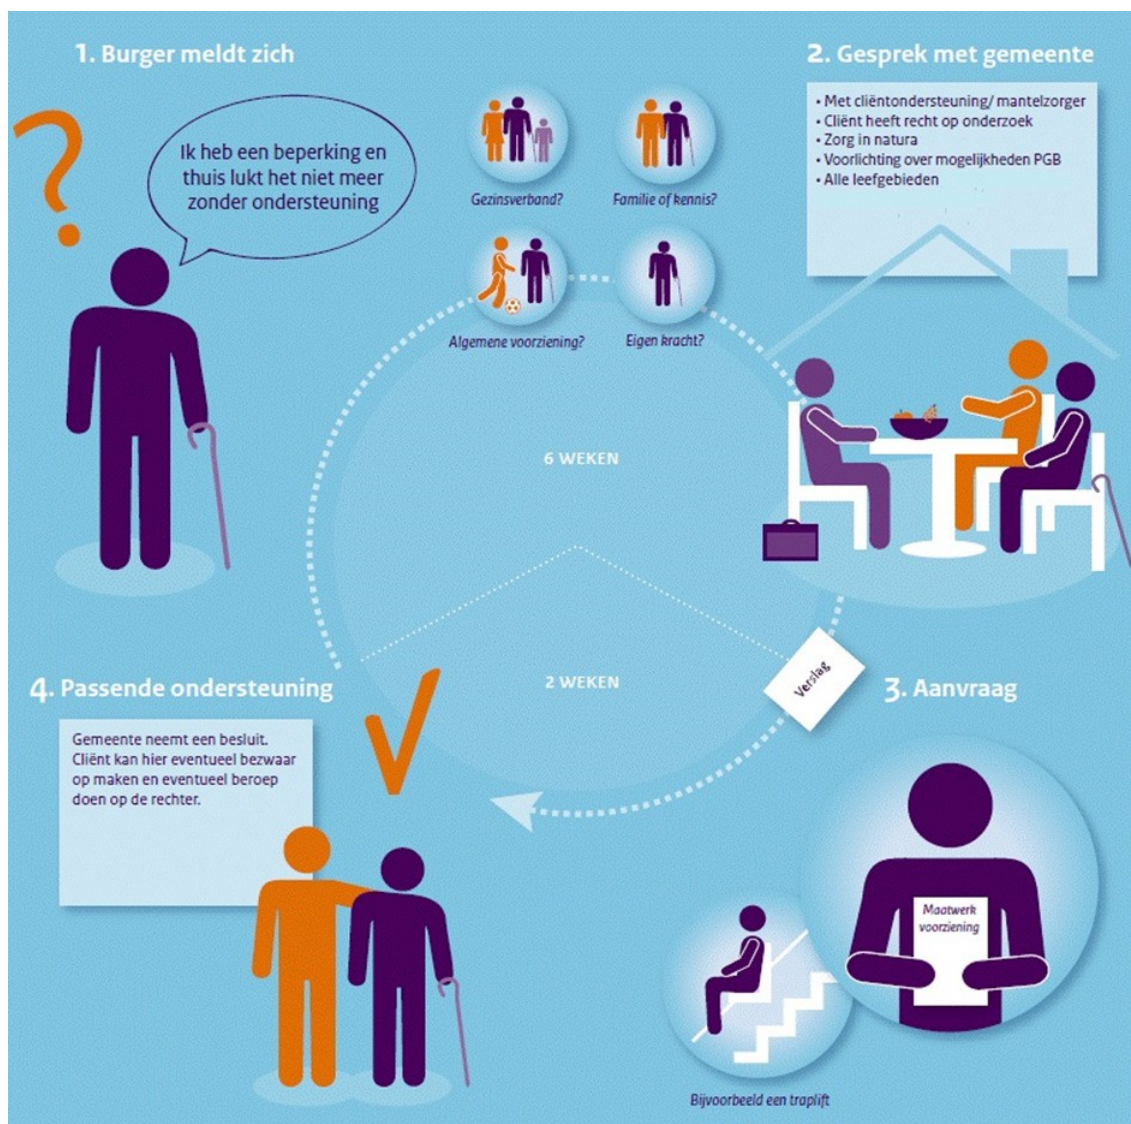 1. Burger meldt zich
Ik heb een beperking en
thuis lukt het niet meer
zonder ondersteuning
Gezinsverband?
Familie of kennis?
Algemene voorziening?
Eigen kracht?
2. Gesprek met gemeente
• Met cliëntondersteuning/ mantelzorger
• Cliënt heeft recht op onderzoek
• Zorg in natura
• Voorlichting over mogelijkheden PGB
• Alle leefgebieden
6 WEKEN
2 WEKEN
Verslag
3. Aanvraag
Maatwerk
voorziening
Bijvoorbeeld een traplift
4. Passende ondersteuning
Gemeente neemt een besluit.
Cliënt kan hier eventueel bezwaar
op maken en eventueel beroep
doen op de rechter.